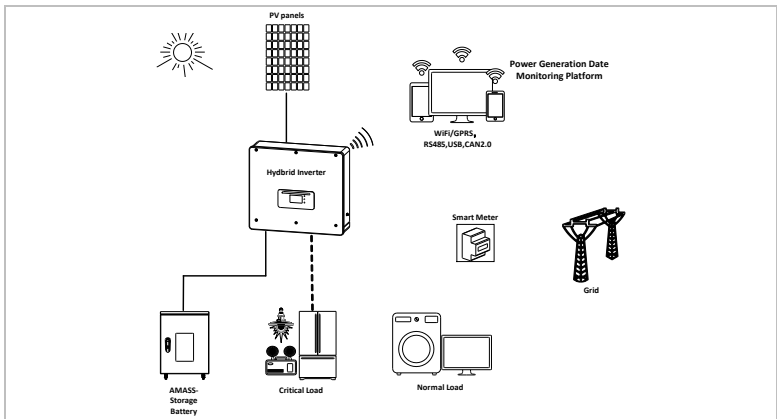 PV panels
Power Generation Date
Monitoring Platform
WiFi/GPRS,
RS485,USB,CAN2.0
Hydbrid Inverter
Smart Meter
Grid
AMASS-
Storage
Battery
Critical Load
Normal Load